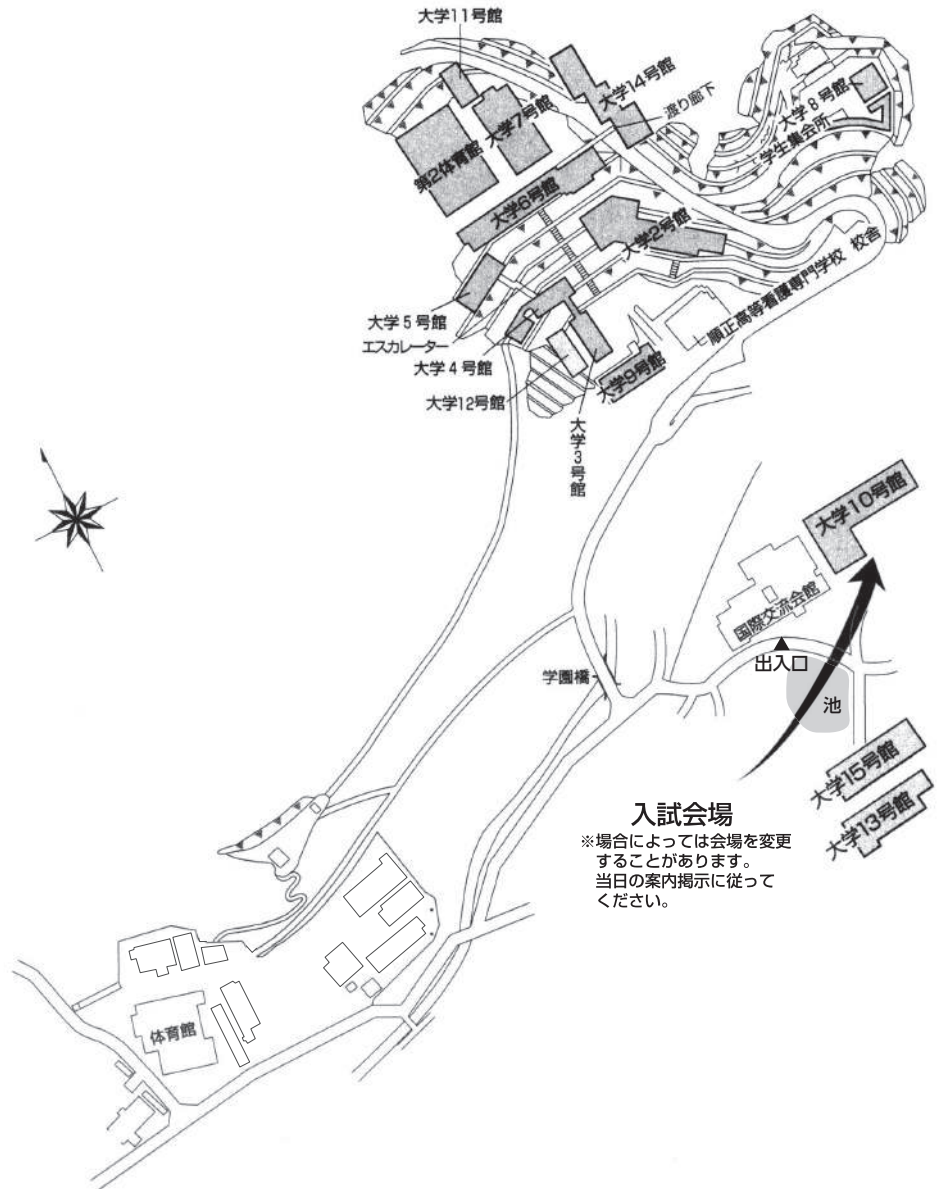 大学11号館
大学14号館
渡り廊下
大学8号館
学生集会所
大学7号館
第2体育館
大学6号館
大学2号館
順正高等看護専門学校 校舎
大学5号館
エスカレーター
大学4号館
大学12号館
大学3号館
大学9号館
大学10号館
国際交流会館
出入口
学園橋
池
大学15号館
大学13号館
入試会場
※場合によっては会場を変更
することがあります。
当日の案内掲示に従って
ください。
体育館